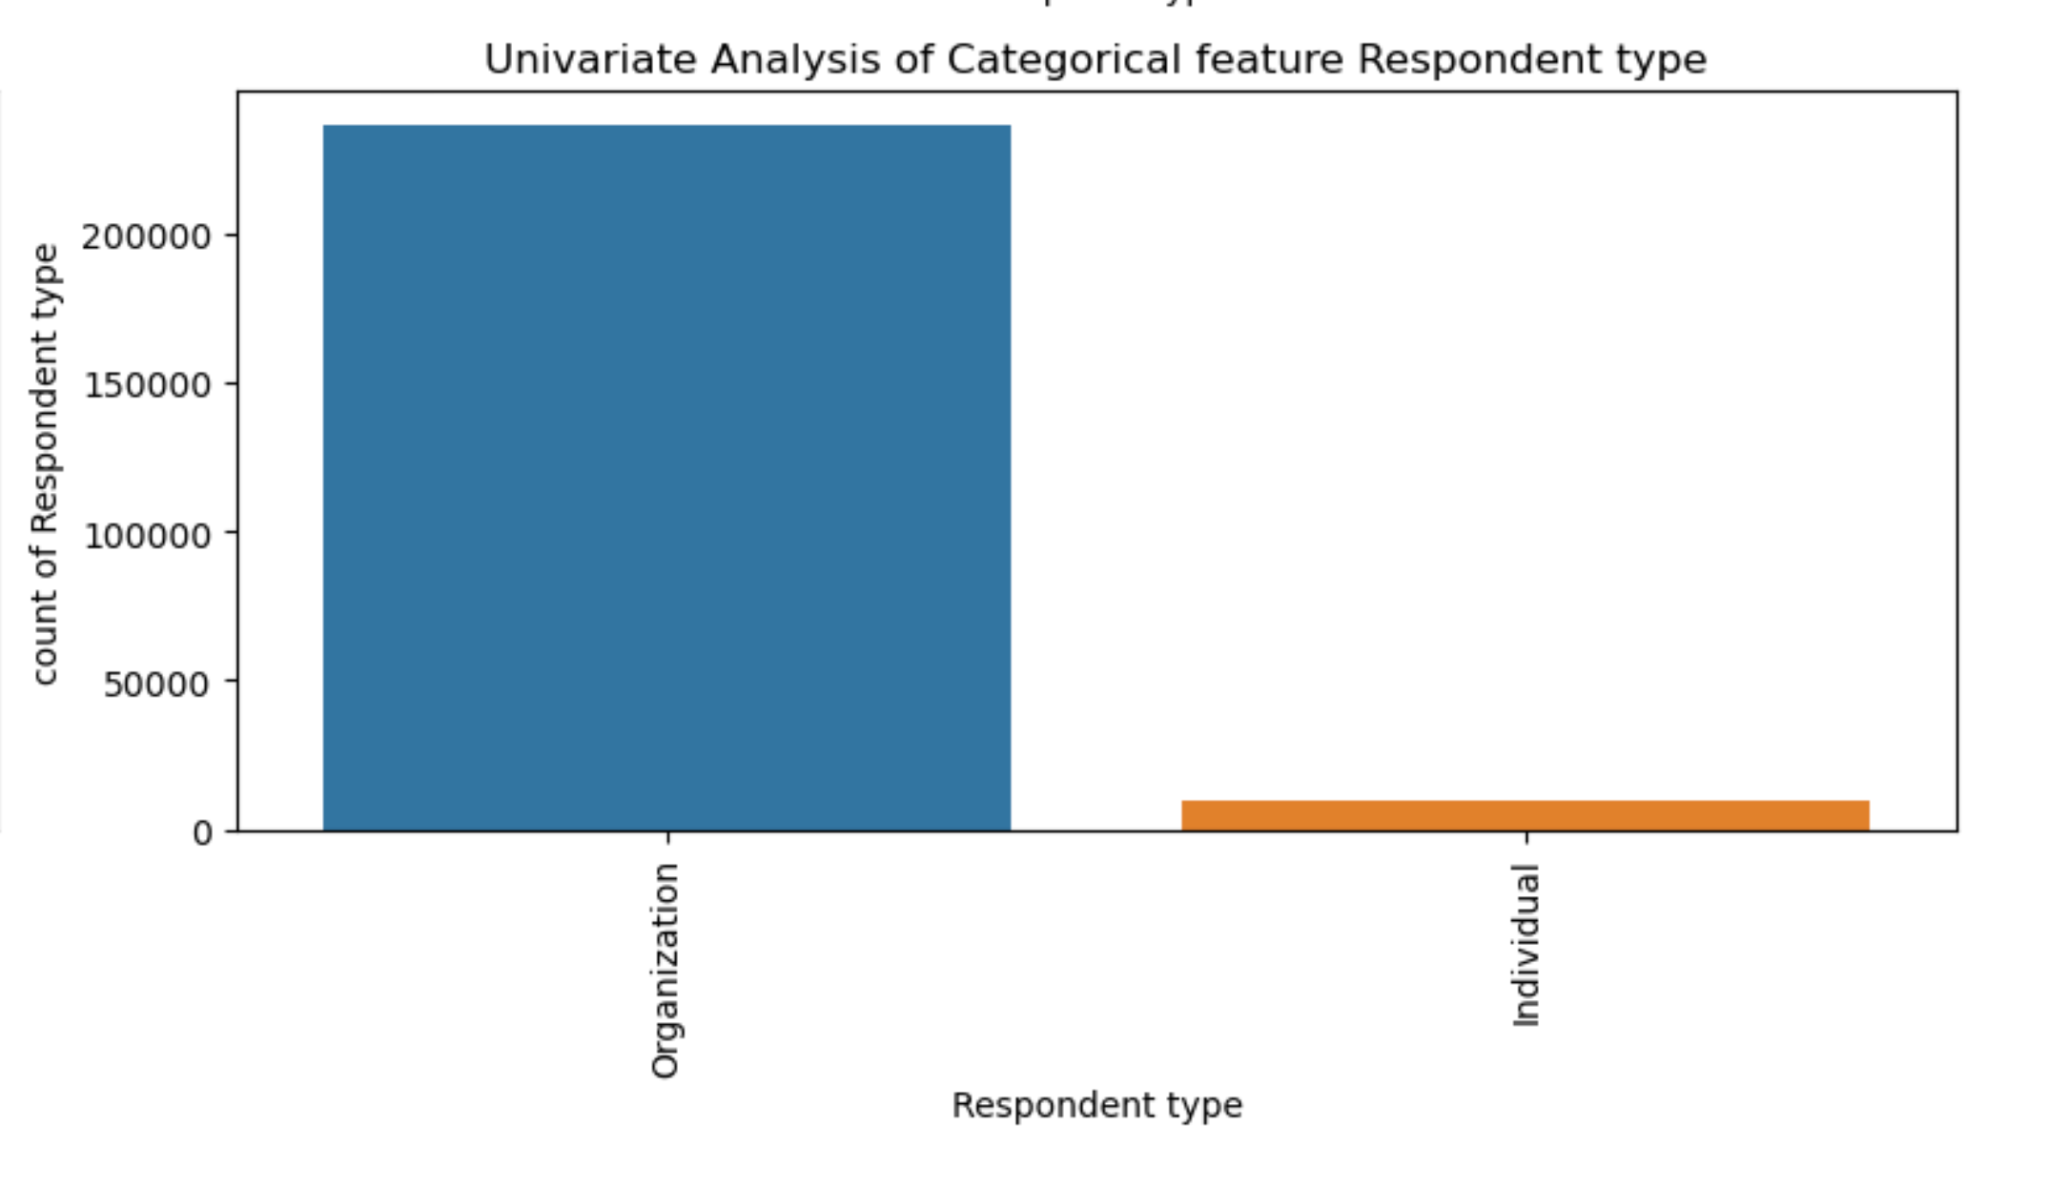 Univariate Analysis of Categorical feature Respondent type
count of Respondent type
200000
150000
100000
50000
0
Organization
Individual
Respondent type